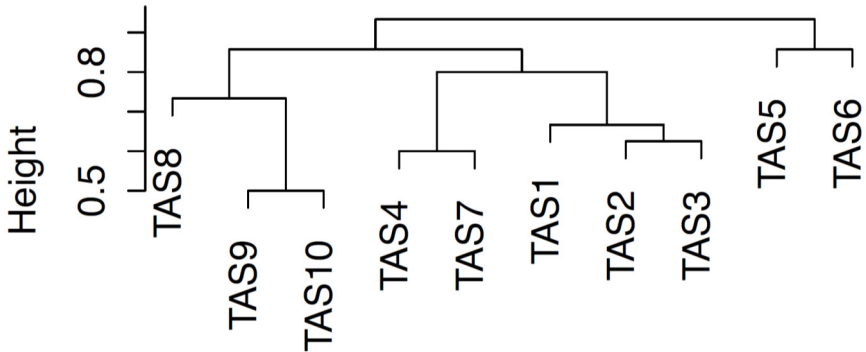 Height
0.8
0.5
TAS8
TAS9
TAS10
TAS4
TAS7
TAS1
TAS2
TAS3
TAS5
TAS6